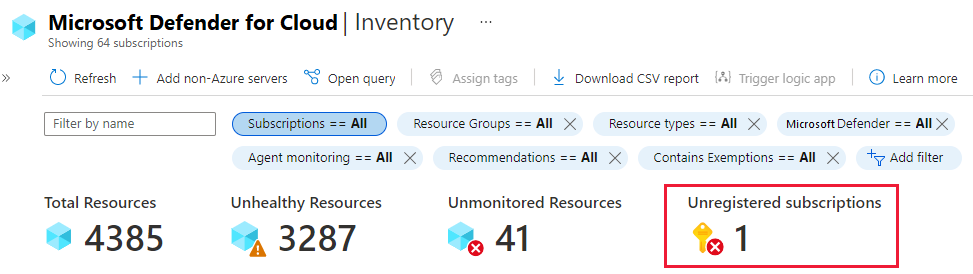 Microsoft Defender for Cloud | Inventory ...
Showing 64 subscriptions
» Refresh + Add non-Azure servers Open query Assign tags Download CSV report Trigger logic app Learn more
Filter by name Subscriptions == All Resource Groups == All Resource types == All Microsoft Defender == All
Agent monitoring == All Recommendations == All Contains Exemptions == All Add filter
Total Resources Unhealthy Resources Unmonitored Resources Unregistered subscriptions
4385 3287 41 1